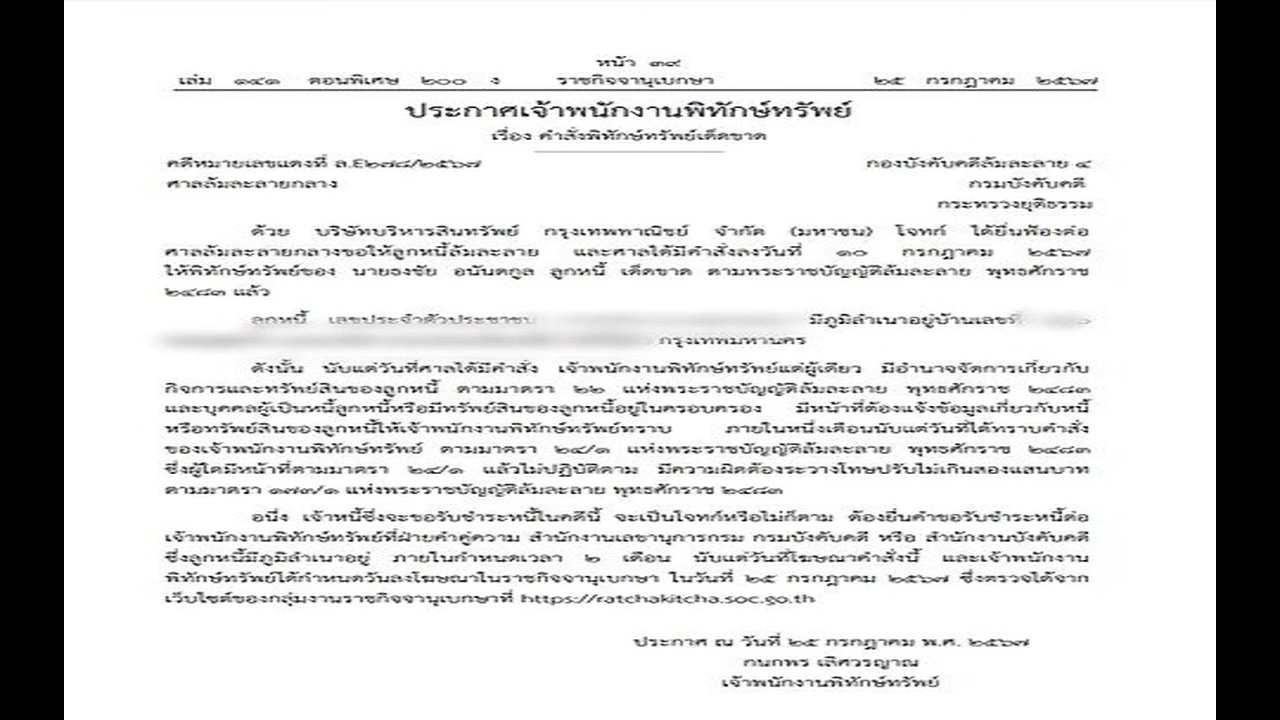 หน้า ๓๙
เล่ม ๑๔๑ ตอนพิเศษ ๒๐๐ ง ราชกิจจานุเบกษา ๒๕ กรกฎาคม ๒๕๖๗
ประกาศเจ้าพนักงานพิทักษ์ทรัพย์
เรื่อง คำสั่งพิทักษ์ทรัพย์เด็ดขาด
คดีหมายเลขแดงที่ ล.E๒๗๘/๒๕๖๗ กองบังคับคดีล้มละลาย ๔
ศาลล้มละลายกลาง กรมบังคับคดี
กระทรวงยุติธรรม
ด้วย บริษัทบริหารสินทรัพย์ กรุงเทพพาณิชย์ จำกัด (มหาชน) โจทก์ ได้ยื่นฟ้องต่อ
ศาลล้มละลายกลางขอให้ลูกหนี้ล้มละลาย และศาลได้มีคำสั่งลงวันที่ ๑๐ กรกฎาคม ๒๕๖๗
ให้พิทักษ์ทรัพย์ของ นายธงชัย อนันตกูล ลูกหนี้ เด็ดขาด ตามพระราชบัญญัติล้มละลาย พุทธศักราช
๒๔๘๓ แล้ว
ลูกหนี้ เลขประจำตัวประชาชน มีภูมิลำเนาอยู่บ้านเลขที่
กรุงเทพมหานคร
ดังนั้น นับแต่วันที่ศาลได้มีคำสั่ง เจ้าพนักงานพิทักษ์ทรัพย์แต่ผู้เดียว มีอำนาจจัดการเกี่ยวกับ
กิจการและทรัพย์สินของลูกหนี้ ตามมาตรา ๒๒ แห่งพระราชบัญญัติล้มละลาย พุทธศักราช ๒๔๘๓
และบุคคลผู้เป็นหนี้ลูกหนี้หรือมีทรัพย์สินของลูกหนี้อยู่ในครอบครอง มีหน้าที่ต้องแจ้งข้อมูลเกี่ยวกับหนี้
หรือทรัพย์สินของลูกหนี้ให้เจ้าพนักงานพิทักษ์ทรัพย์ทราบ ภายในหนึ่งเดือนนับแต่วันที่ได้ทราบคำสั่ง
ของเจ้าพนักงานพิทักษ์ทรัพย์ ตามมาตรา ๒๔/๑ แห่งพระราชบัญญัติล้มละลาย พุทธศักราช ๒๔๘๓
ซึ่งผู้ใดมีหน้าที่ตามมาตรา ๒๔/๑ แล้วไม่ปฏิบัติตาม มีความผิดต้องระวางโทษปรับไม่เกินสองแสนบาท
ตามมาตรา ๑๗๓/๑ แห่งพระราชบัญญัติล้มละลาย พุทธศักราช ๒๔๘๓
อนึ่ง เจ้าหนี้ซึ่งจะขอรับชำระหนี้ในคดีนี้ จะเป็นโจทก์หรือไม่ก็ตาม ต้องยื่นคำขอรับชำระหนี้ต่อ
เจ้าพนักงานพิทักษ์ทรัพย์ที่ฝ่ายคำคู่ความ สำนักงานเลขานุการกรม กรมบังคับคดี หรือ สำนักงานบังคับคดี
ซึ่งลูกหนี้มีภูมิลำเนาอยู่ ภายในกำหนดเวลา ๒ เดือน นับแต่วันที่โฆษณาคำสั่งนี้ และเจ้าพนักงาน
พิทักษ์ทรัพย์ได้กำหนดวันลงโฆษณาในราชกิจจานุเบกษา ในวันที่ ๒๕ กรกฎาคม ๒๕๖๗ ซึ่งตรวจได้จาก
เว็บไซต์ของกลุ่มงานราชกิจจานุเบกษาที่ https://ratchakitcha.soc.go.th
ประกาศ ณ วันที่ ๒๕ กรกฎาคม พ.ศ. ๒๕๖๗
กนกพร เลิศวรญาณ
เจ้าพนักงานพิทักษ์ทรัพย์